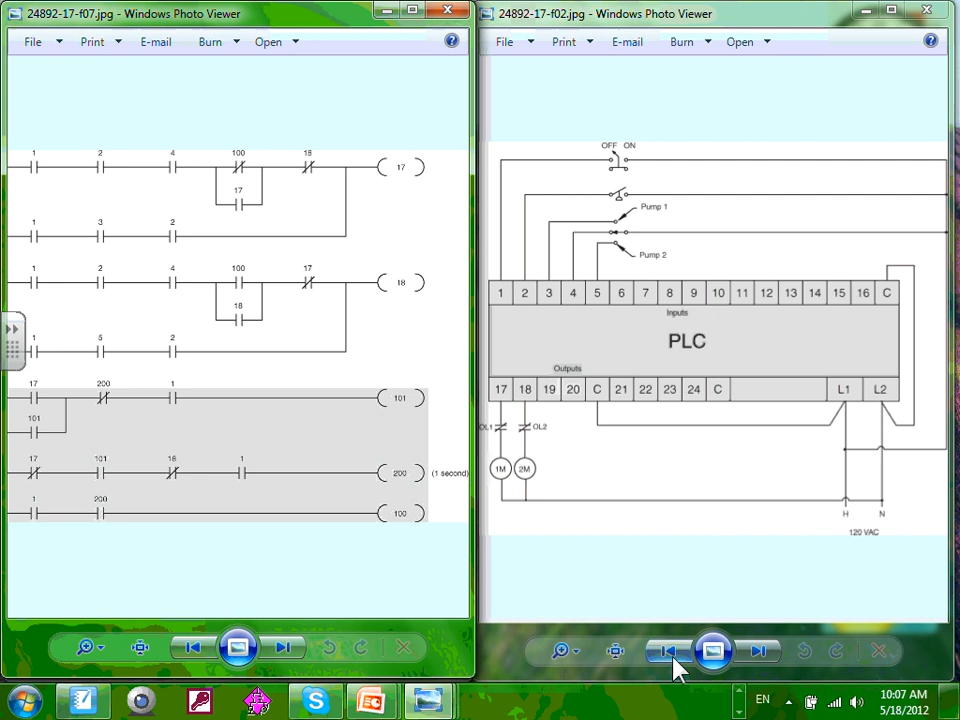 24892-17-f07.jpg - Windows Photo Viewer
File Print E-mail Burn Open
1 2 4 100 18
17
17
1 3 2
1 2 4 100 17
18
18
1 5 2
17 200 1
101
101
17 101 16 1
200 (1 second)
1 200
100
24892-17-f02.jpg - Windows Photo Viewer
File Print E-mail Burn Open
OFF ON
Pump 1
Pump 2
1 2 3 4 5 6 7 8 9 10 11 12 13 14 15 16 C
Inputs
PLC
Outputs
17 18 19 20 C 21 22 23 24 C L1 L2
OL1 OL2
1M 2M
H N
120 VAC
EN
10:07 AM
5/18/2012